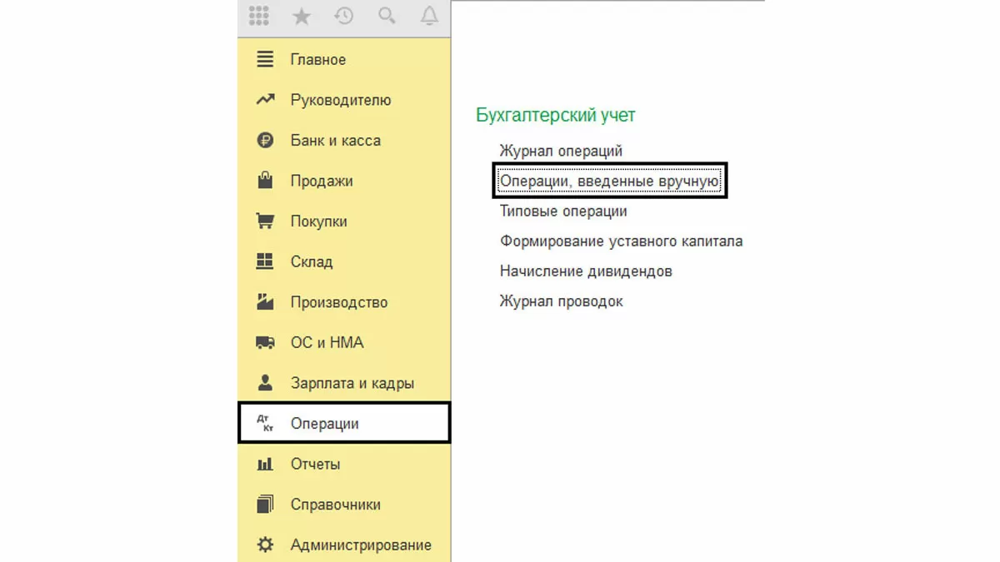 Главное
Руководителю
Банк и касса
Продажи
Покупки
Склад
Производство
ОС и НМА
Зарплата и кадры
Дт
Кт
Операции
Отчеты
Справочники
Администрирование
Бухгалтерский учет
Журнал операций
Операции, введенные вручную
Типовые операции
Формирование уставного капитала
Начисление дивидендов
Журнал проводок